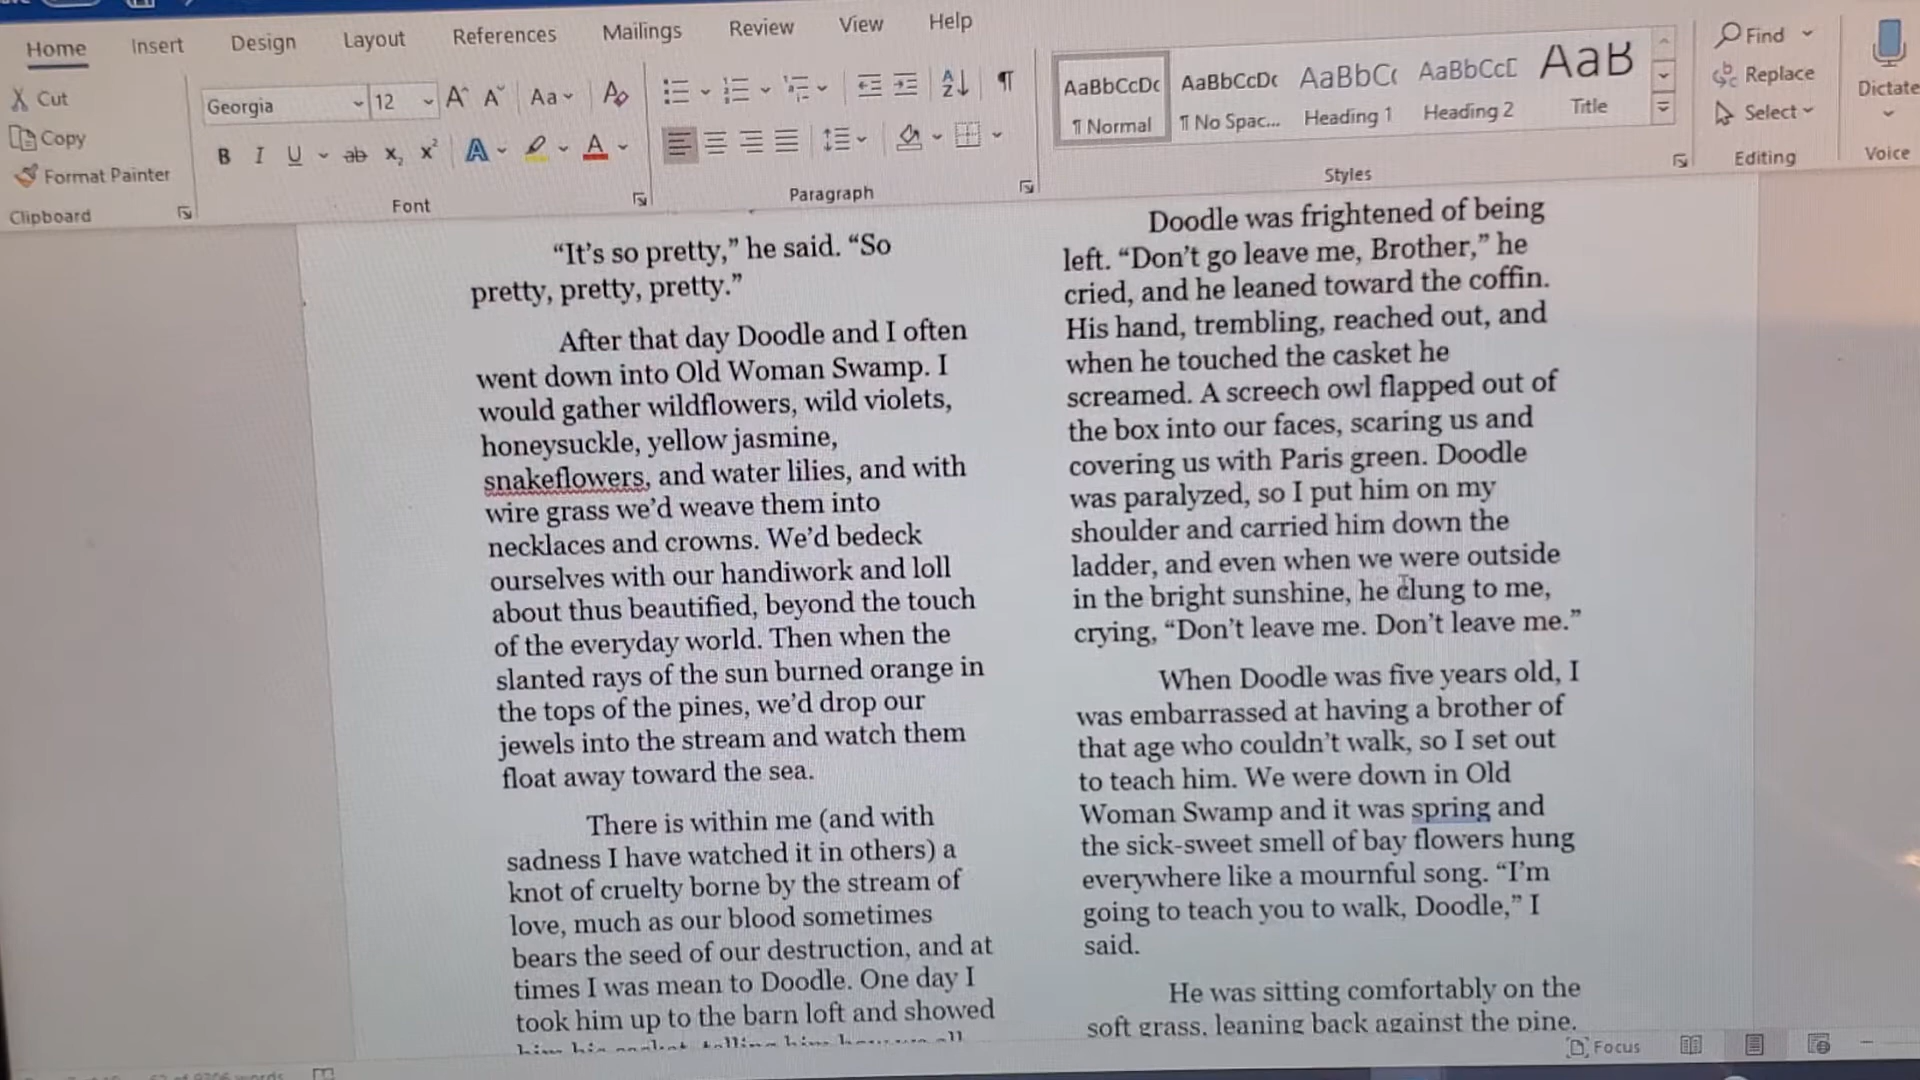 Home Insert Design Layout References Mailings Review View Help
Cut
Copy
Format Painter
Clipboard
Georgia 12
Aa
B I U ab x₂ x²
Font
Paragraph
AaBbCcDc AaBbCcDc AaBbC AaBbCcD AaB
¶ Normal ¶ No Spac... Heading 1 Heading 2 Title
Styles
Find
Replace
Select
Editing
Dictate
Voice
“It’s so pretty,” he said. “So
pretty, pretty, pretty.”
After that day Doodle and I often
went down into Old Woman Swamp. I
would gather wildflowers, wild violets,
honeysuckle, yellow jasmine,
snakeflowers, and water lilies, and with
wire grass we’d weave them into
necklaces and crowns. We’d bedeck
ourselves with our handiwork and loll
about thus beautified, beyond the touch
of the everyday world. Then when the
slanted rays of the sun burned orange in
the tops of the pines, we’d drop our
jewels into the stream and watch them
float away toward the sea.
There is within me (and with
sadness I have watched it in others) a
knot of cruelty borne by the stream of
love, much as our blood sometimes
bears the seed of our destruction, and at
times I was mean to Doodle. One day I
took him up to the barn loft and showed
Doodle was frightened of being
left. “Don’t go leave me, Brother,” he
cried, and he leaned toward the coffin.
His hand, trembling, reached out, and
when he touched the casket he
screamed. A screech owl flapped out of
the box into our faces, scaring us and
covering us with Paris green. Doodle
was paralyzed, so I put him on my
shoulder and carried him down the
ladder, and even when we were outside
in the bright sunshine, he clung to me,
crying, “Don’t leave me. Don’t leave me.”
When Doodle was five years old, I
was embarrassed at having a brother of
that age who couldn’t walk, so I set out
to teach him. We were down in Old
Woman Swamp and it was spring and
the sick-sweet smell of bay flowers hung
everywhere like a mournful song. “I’m
going to teach you to walk, Doodle,” I
said.
He was sitting comfortably on the
soft grass, leaning back against the pine.
Focus